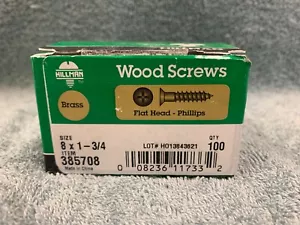 HILLMAN
Wood Screws
Brass
Flat Head - Phillips
SIZE
8 x 1-3/4
ITEM
385708
Made in China
LOT# HO13843621
QTY
100
0 08236 11733 2